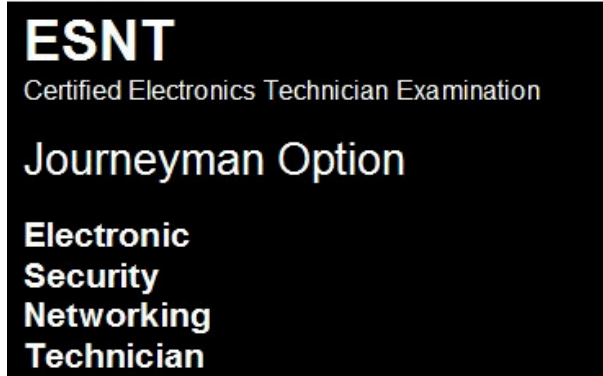 ESNT
Certified Electronics Technician Examination
Journeyman Option
Electronic
Security
Networking
Technician